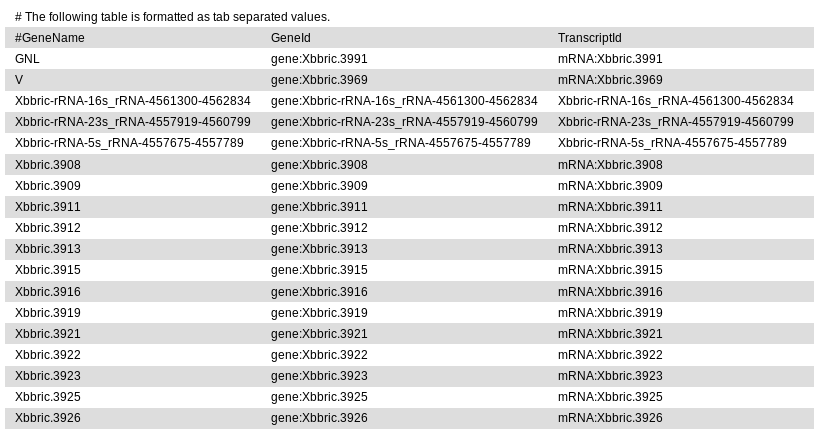 # The following table is formatted as tab separated values.
#GeneName	GeneId	TranscriptId
GNL	gene:Xbbric.3991	mRNA:Xbbric.3991
V	gene:Xbbric.3969	mRNA:Xbbric.3969
Xbbric-rRNA-16s_rRNA-4561300-4562834	gene:Xbbric-rRNA-16s_rRNA-4561300-4562834	Xbbric-rRNA-16s_rRNA-4561300-4562834
Xbbric-rRNA-23s_rRNA-4557919-4560799	gene:Xbbric-rRNA-23s_rRNA-4557919-4560799	Xbbric-rRNA-23s_rRNA-4557919-4560799
Xbbric-rRNA-5s_rRNA-4557675-4557789	gene:Xbbric-rRNA-5s_rRNA-4557675-4557789	Xbbric-rRNA-5s_rRNA-4557675-4557789
Xbbric.3908	gene:Xbbric.3908	mRNA:Xbbric.3908
Xbbric.3909	gene:Xbbric.3909	mRNA:Xbbric.3909
Xbbric.3911	gene:Xbbric.3911	mRNA:Xbbric.3911
Xbbric.3912	gene:Xbbric.3912	mRNA:Xbbric.3912
Xbbric.3913	gene:Xbbric.3913	mRNA:Xbbric.3913
Xbbric.3915	gene:Xbbric.3915	mRNA:Xbbric.3915
Xbbric.3916	gene:Xbbric.3916	mRNA:Xbbric.3916
Xbbric.3919	gene:Xbbric.3919	mRNA:Xbbric.3919
Xbbric.3921	gene:Xbbric.3921	mRNA:Xbbric.3921
Xbbric.3922	gene:Xbbric.3922	mRNA:Xbbric.3922
Xbbric.3923	gene:Xbbric.3923	mRNA:Xbbric.3923
Xbbric.3925	gene:Xbbric.3925	mRNA:Xbbric.3925
Xbbric.3926	gene:Xbbric.3926	mRNA:Xbbric.3926